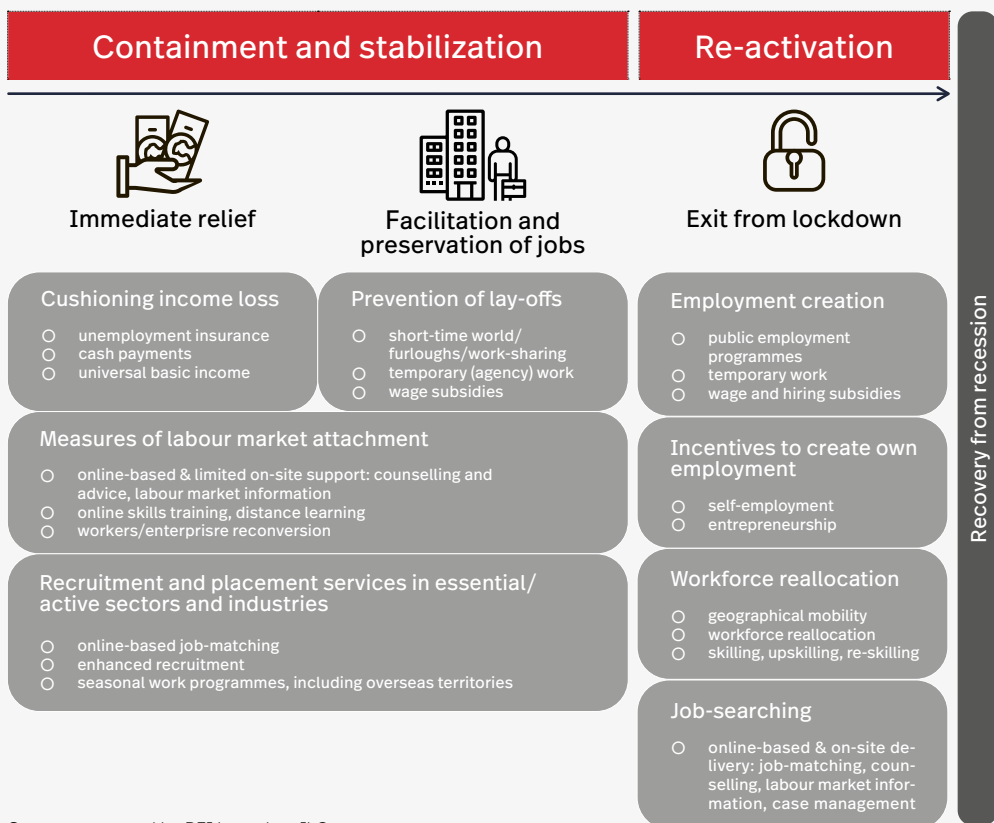 Containment and stabilization
Re-activation
Immediate relief
Facilitation and
preservation of jobs
Exit from lockdown
Cushioning income loss
○ unemployment insurance
○ cash payments
○ universal basic income
Prevention of lay-offs
○ short-time world/
furloughs/work-sharing
○ temporary (agency) work
○ wage subsidies
Measures of labour market attachment
○ online-based & limited on-site support: counselling and
advice, labour market information
○ online skills training, distance learning
○ workers/enterprisre reconversion
Recruitment and placement services in essential/
active sectors and industries
○ online-based job-matching
○ enhanced recruitment
○ seasonal work programmes, including overseas territories
Employment creation
○ public employment
programmes
○ temporary work
○ wage and hiring subsidies
Incentives to create own
employment
○ self-employment
○ entrepreneurship
Workforce reallocation
○ geographical mobility
○ workforce reallocation
○ skilling, upskilling, re-skilling
Job-searching
○ online-based & on-site de-
livery: job-matching, coun-
selling, labour market infor-
mation, case management
Recovery from recession